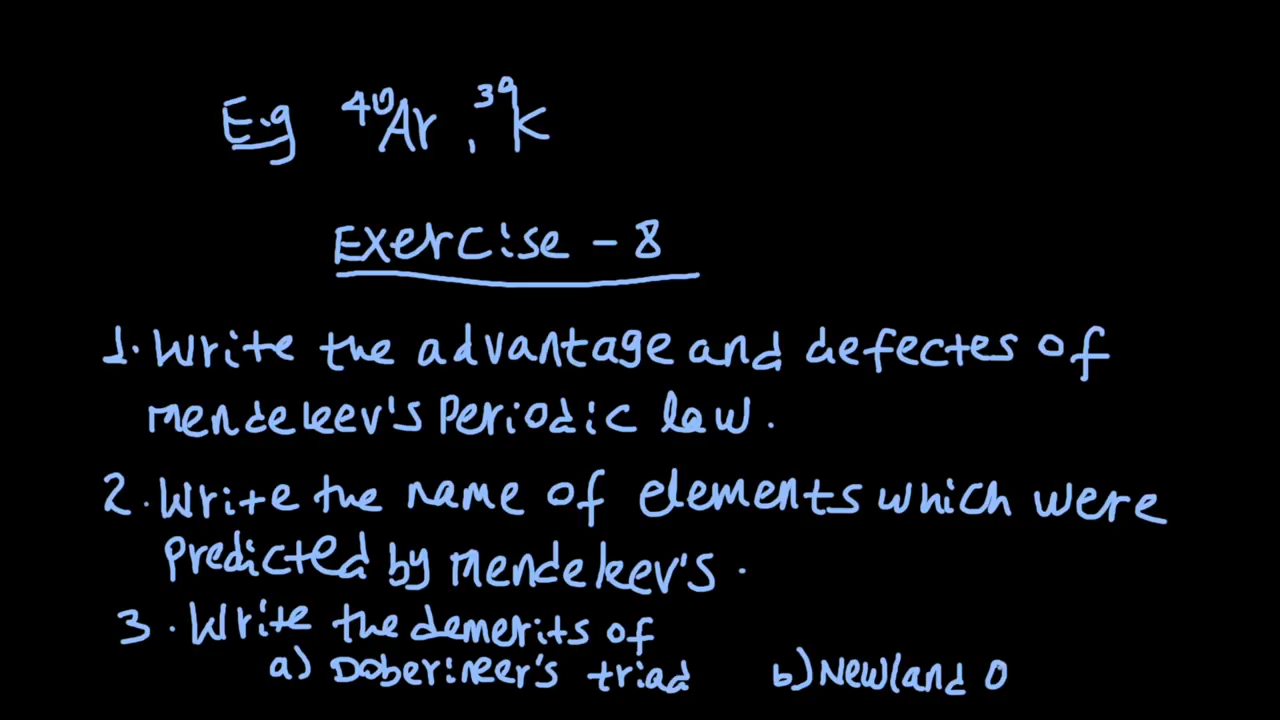 E.g ⁴⁰Ar, ³⁹K
Exercise - 8
1. Write the advantage and defectes of
mendeleev's Periodic law.
2. Write the name of elements which were
predicted by mendeleev's.
3. Write the demerits of
a) Doberineer's triad b) Newland O